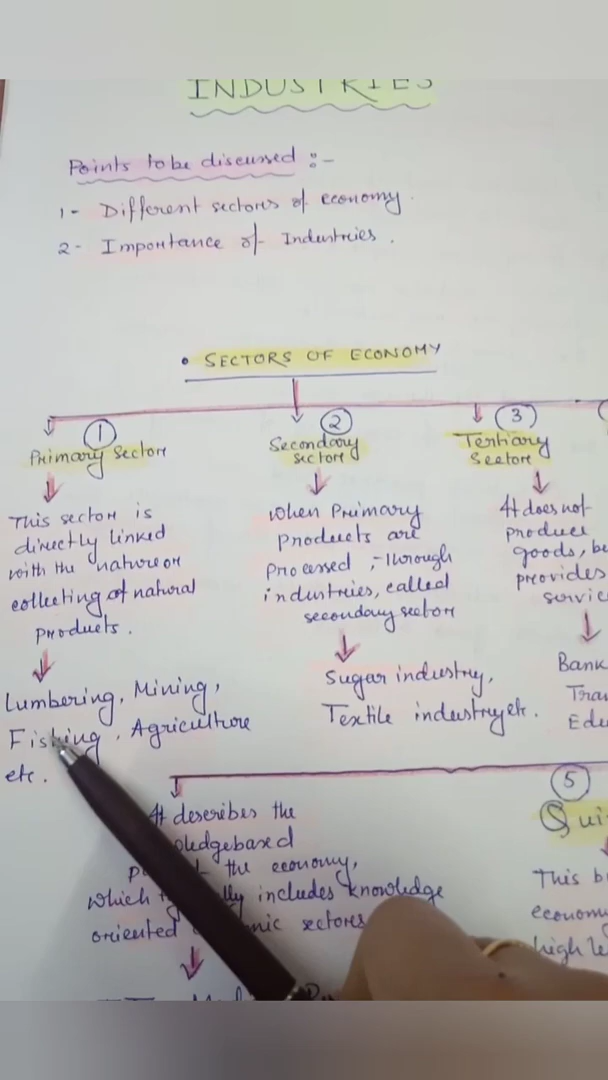 INDUSTRIES
Points to be discussed :-
1- Different sectors of economy.
2- Importance of Industries.
• SECTORS OF ECONOMY
1
Primary Sector
This sector is
directly linked
with the nature or
collecting of natural
products.
Lumbering, Mining,
Fishing, Agriculture
etc.
2
Secondary
sector
when Primary
Products are
Processed, through
industries, called
secondary sector
Sugar industry,
Textile industry etc.
3
Tertiary
Sector
It does not
produce
goods, b
provides
servic
Bank
Tra
Edu
It describes the
the economy,
which includes knowledge
oriented sectors
5
Qui
This b
economy
high le